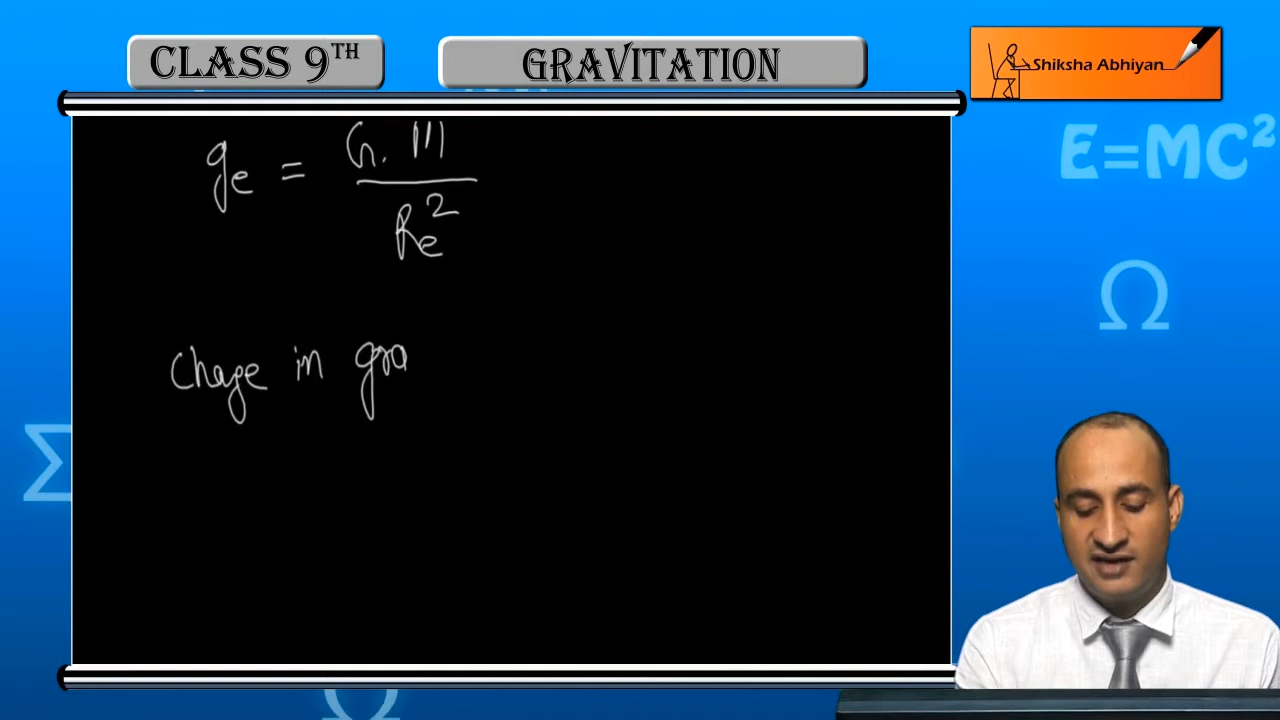 CLASS 9TH
GRAVITATION
Shiksha Abhiyan
E=MC²
gₑ = G. M
Rₑ²
Ω
Chage in gra
Σ
Ω